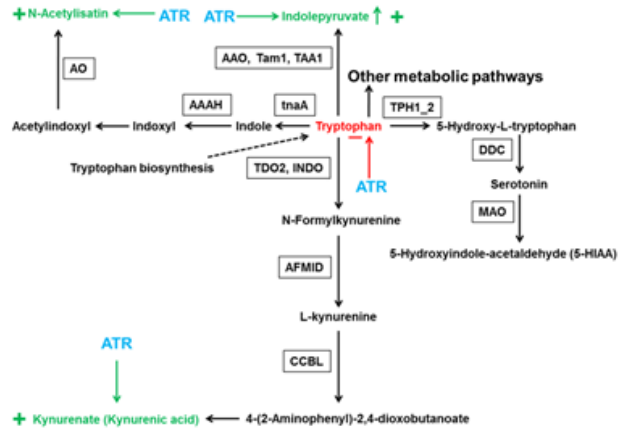 + N-Acetylisatin ATR ATR Indolepyruvate +
AO
AAO, Tam1, TAA1
Other metabolic pathways
AAAH tnaA TPH1_2
Acetylindoxyl Indoxyl Indole Tryptophan 5-Hydroxy-L-tryptophan
DDC
Tryptophan biosynthesis TDO2, INDO
ATR Serotonin
MAO
N-Formylkynurenine
5-Hydroxyindole-acetaldehyde (5-HIAA)
AFMID
L-kynurenine
ATR
CCBL
+ Kynurenate (Kynurenic acid) 4-(2-Aminophenyl)-2,4-dioxobutanoate